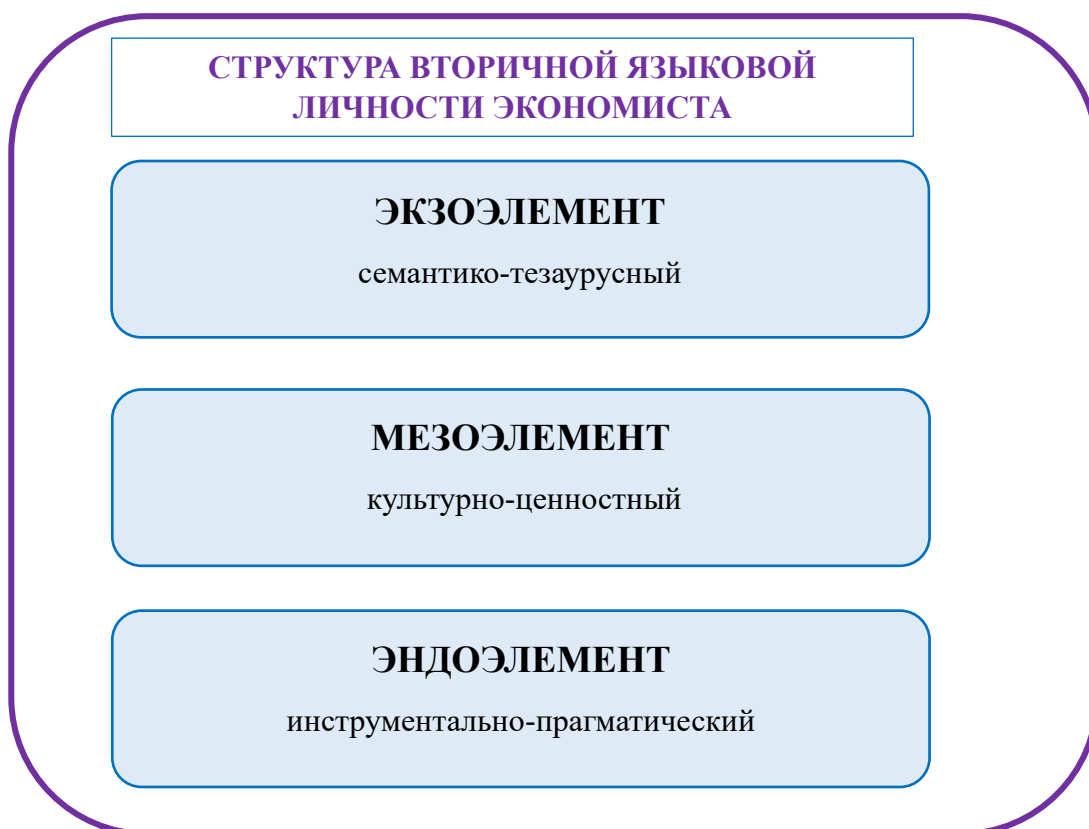 СТРУКТУРА ВТОРИЧНОЙ ЯЗЫКОВОЙ
ЛИЧНОСТИ ЭКОНОМИСТА
ЭКЗОЭЛЕМЕНТ
семантико-тезаурусный
МЕЗОЭЛЕМЕНТ
культурно-ценностный
ЭНДОЭЛЕМЕНТ
инструментально-прагматический